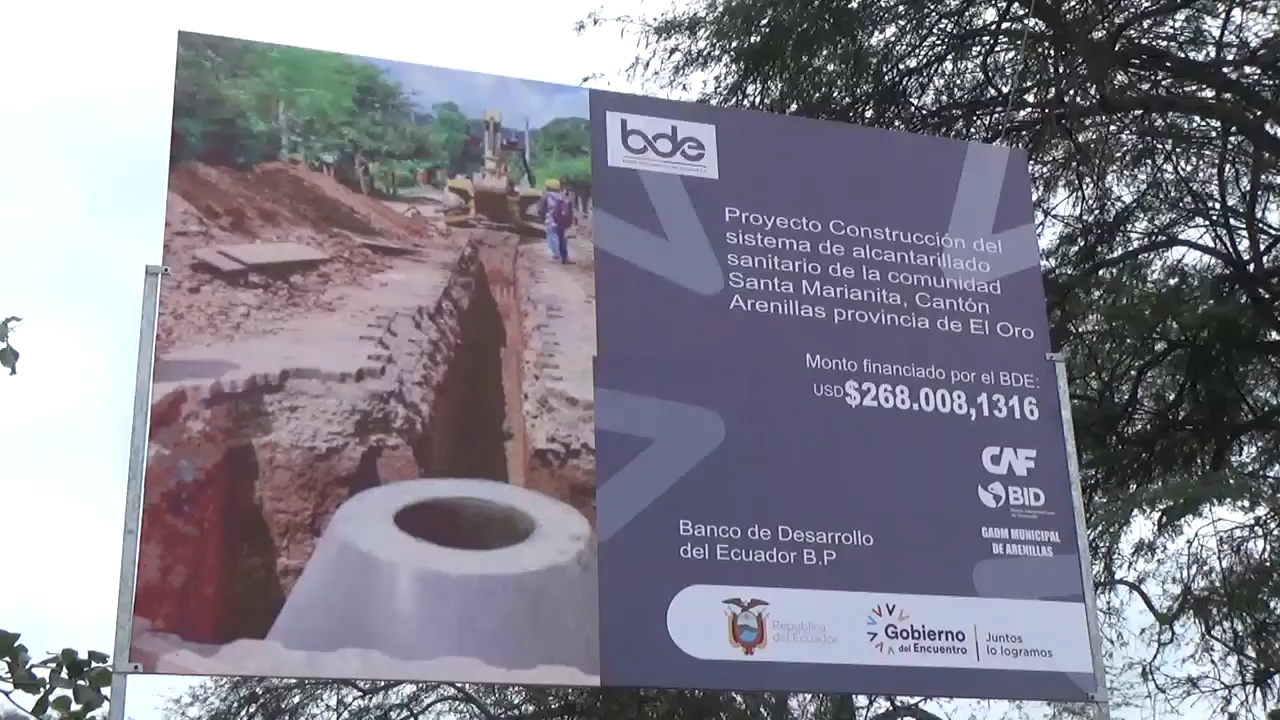 bde
Proyecto Construcción del
sistema de alcantarillado
sanitario de la comunidad
Santa Marianita, Cantón
Arenillas provincia de El Oro
Monto financiado por el BDE:
USD$268.008,1316
CAF
BID
GADM MUNICIPAL
DE ARENILLAS
Banco de Desarrollo
del Ecuador B.P
República
del Ecuador
Gobierno
del Encuentro
Juntos
lo logramos